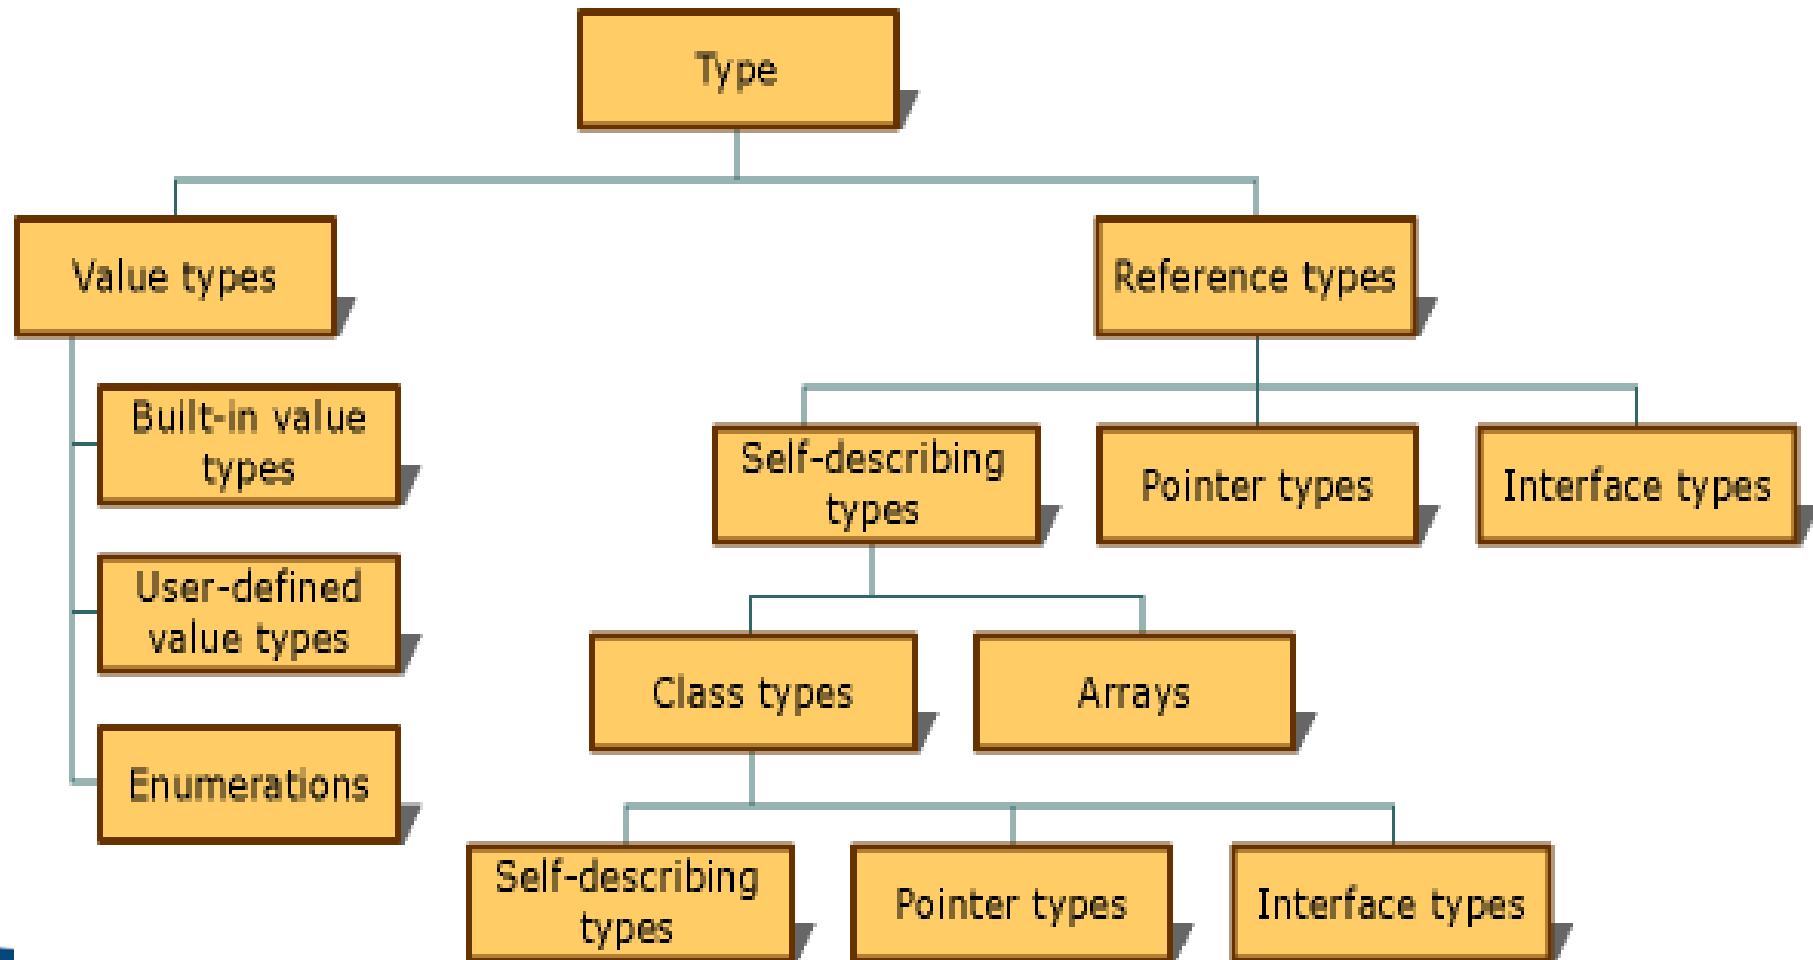 Type
Value types
Reference types
Built-in value
types
User-defined
value types
Enumerations
Self-describing
types
Pointer types
Interface types
Class types
Arrays
Self-describing
types
Pointer types
Interface types